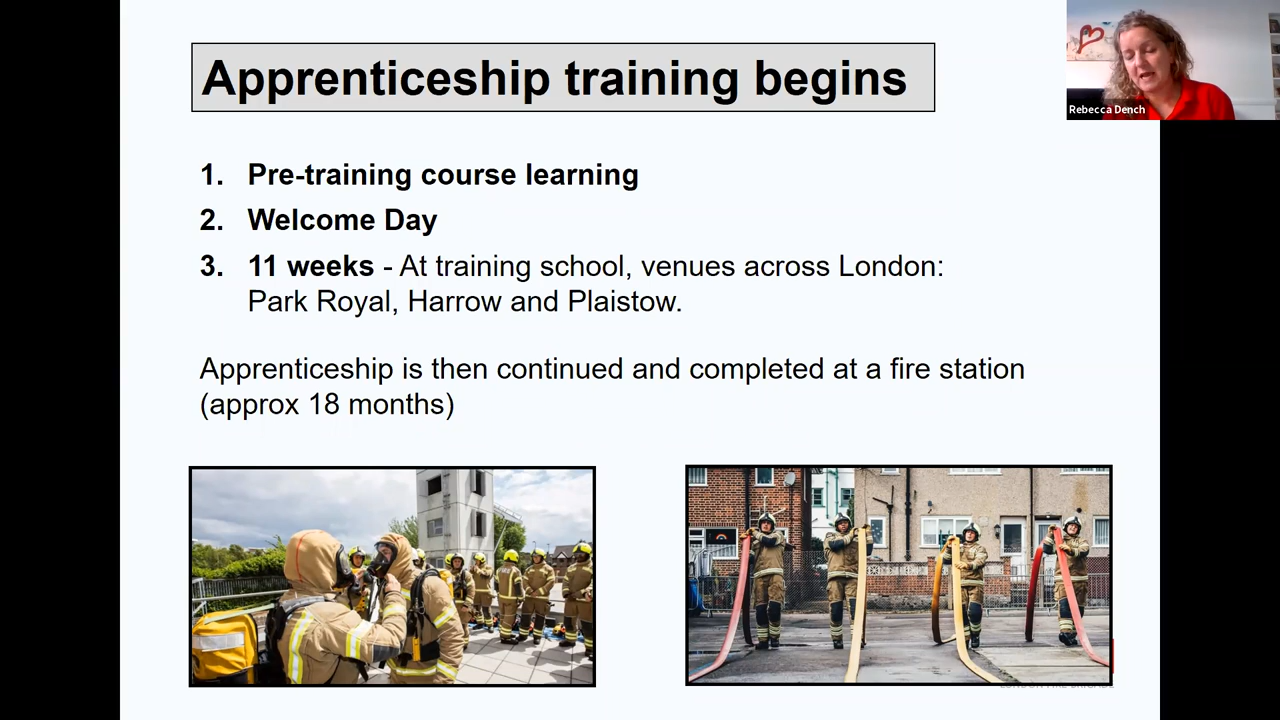 Apprenticeship training begins
Rebecca Dench
1. Pre-training course learning
2. Welcome Day
3. 11 weeks - At training school, venues across London:
Park Royal, Harrow and Plaistow.
Apprenticeship is then continued and completed at a fire station
(approx 18 months)